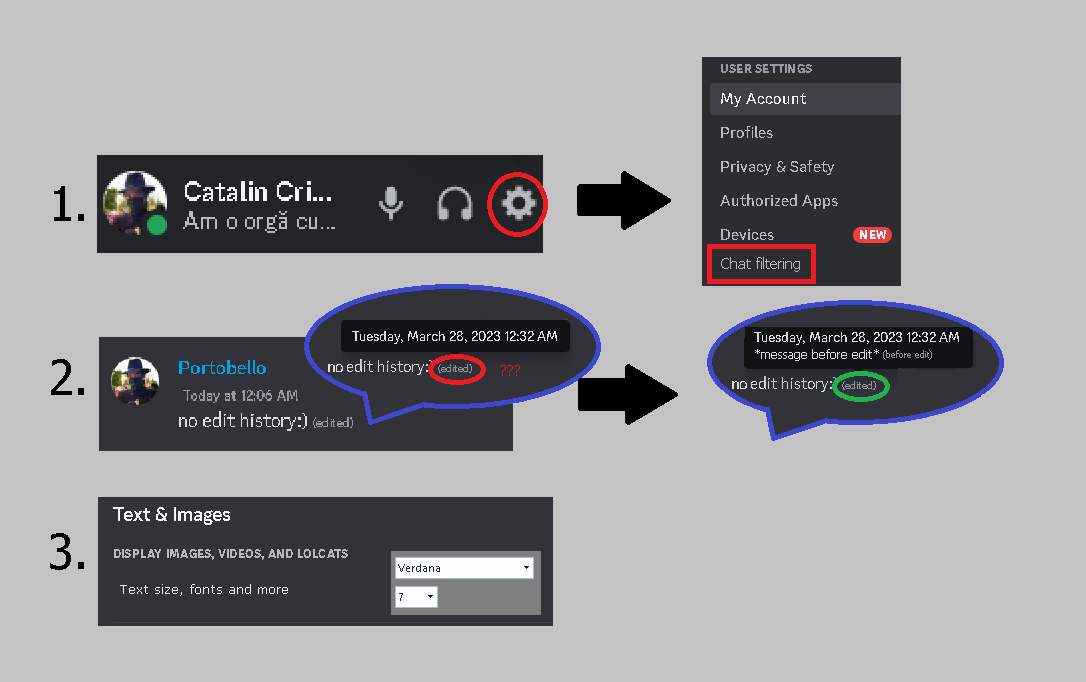 1.
Catalin Cri...
Am o orgă cu...
USER SETTINGS
My Account
Profiles
Privacy & Safety
Authorized Apps
Devices NEW
Chat filtering
2.
Portobello
Today at 12:06 AM
no edit history:) (edited)
Tuesday, March 28, 2023 12:32 AM
no edit history: (edited) ???
Tuesday, March 28, 2023 12:32 AM
*message before edit* (before edit)
no edit history:) (edited)
3.
Text & Images
DISPLAY IMAGES, VIDEOS, AND LOLCATS
Text size, fonts and more
Verdana
7